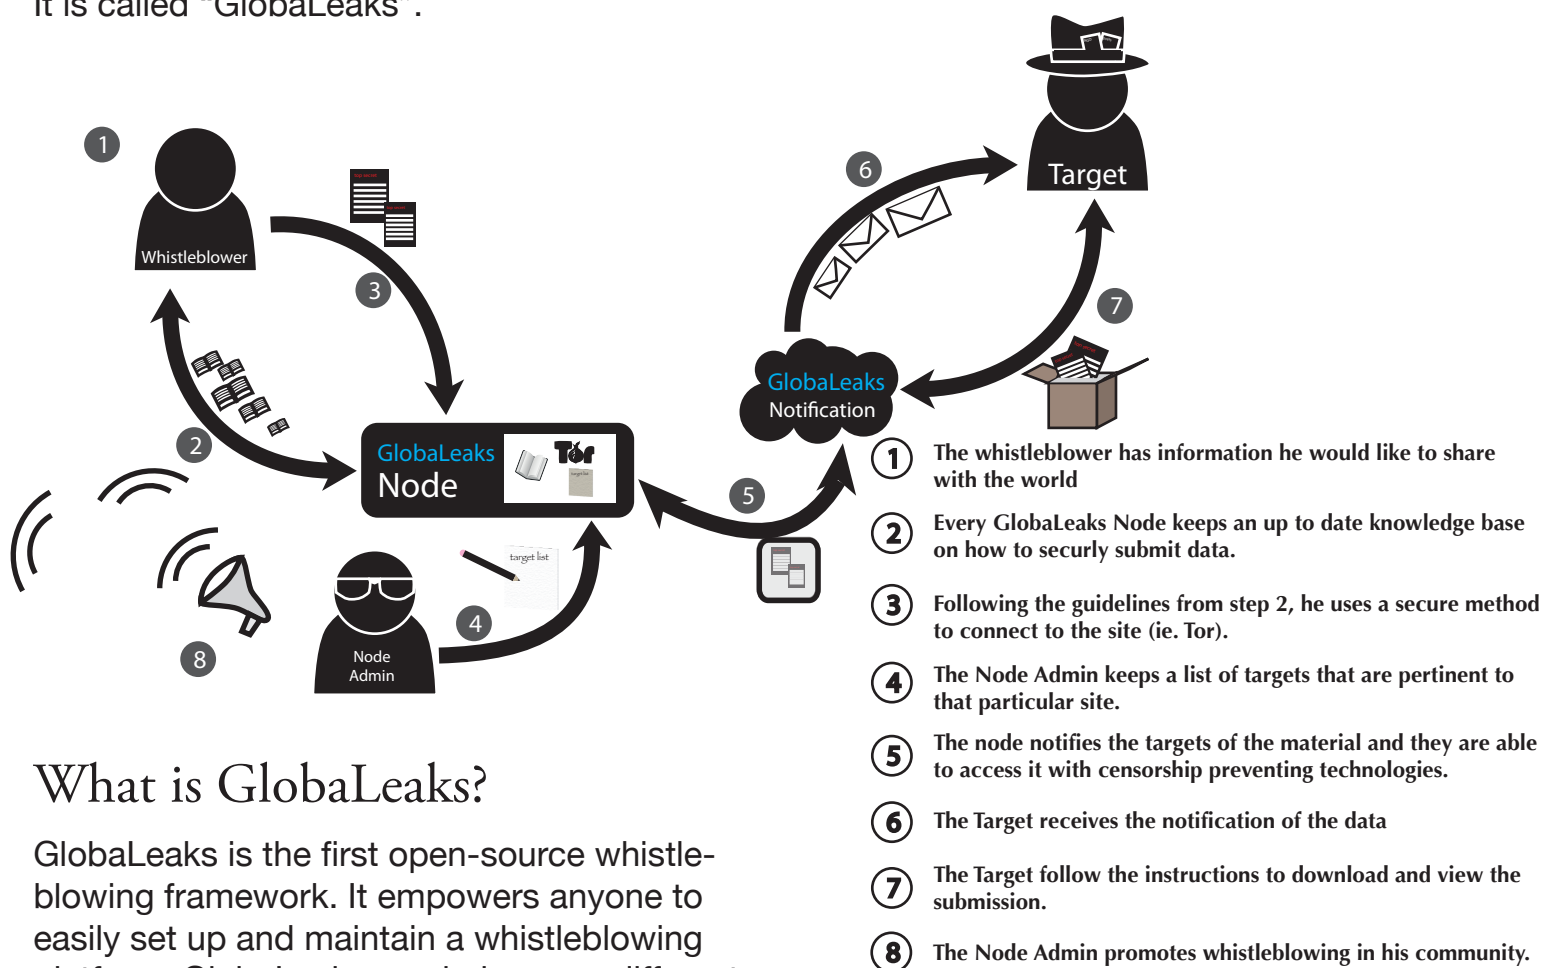 It is called "GlobaLeaks".
1
Whistleblower
top secret
3
2
GlobaLeaks
Node
Tor
target list
target list
4
Node
Admin
8
5
GlobaLeaks
Notification
6
Target
7
1 The whistleblower has information he would like to share
with the world
2 Every GlobaLeaks Node keeps an up to date knowledge base
on how to securly submit data.
3 Following the guidelines from step 2, he uses a secure method
to connect to the site (ie. Tor).
4 The Node Admin keeps a list of targets that are pertinent to
that particular site.
5 The node notifies the targets of the material and they are able
to access it with censorship preventing technologies.
6 The Target receives the notification of the data
7 The Target follow the instructions to download and view the
submission.
8 The Node Admin promotes whistleblowing in his community.
What is GlobaLeaks?
GlobaLeaks is the first open-source whistle-
blowing framework. It empowers anyone to
easily set up and maintain a whistleblowing